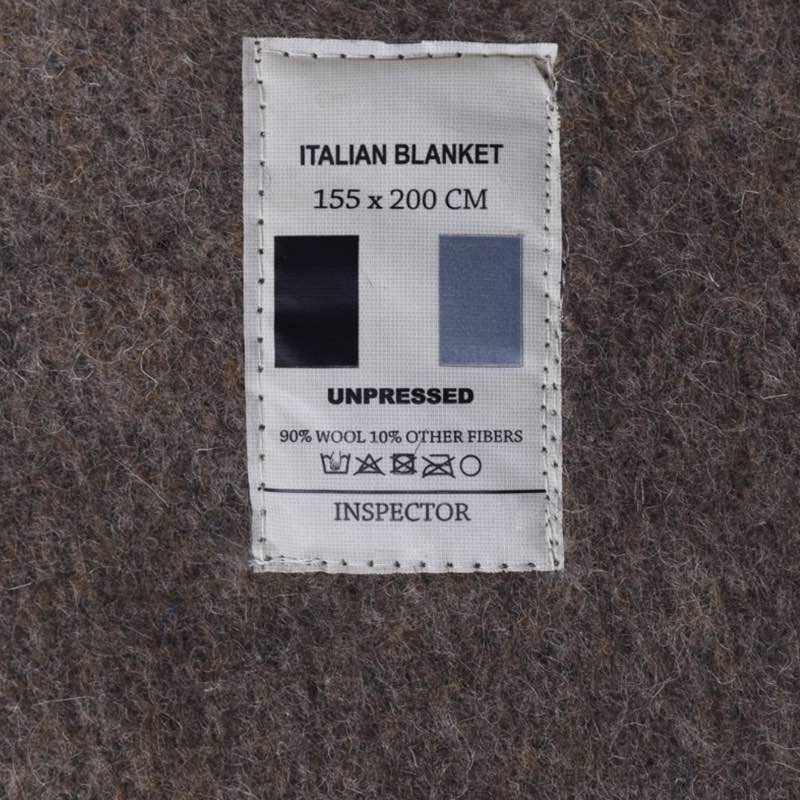 ITALIAN BLANKET
155 x 200 CM
UNPRESSED
90% WOOL 10% OTHER FIBERS
INSPECTOR